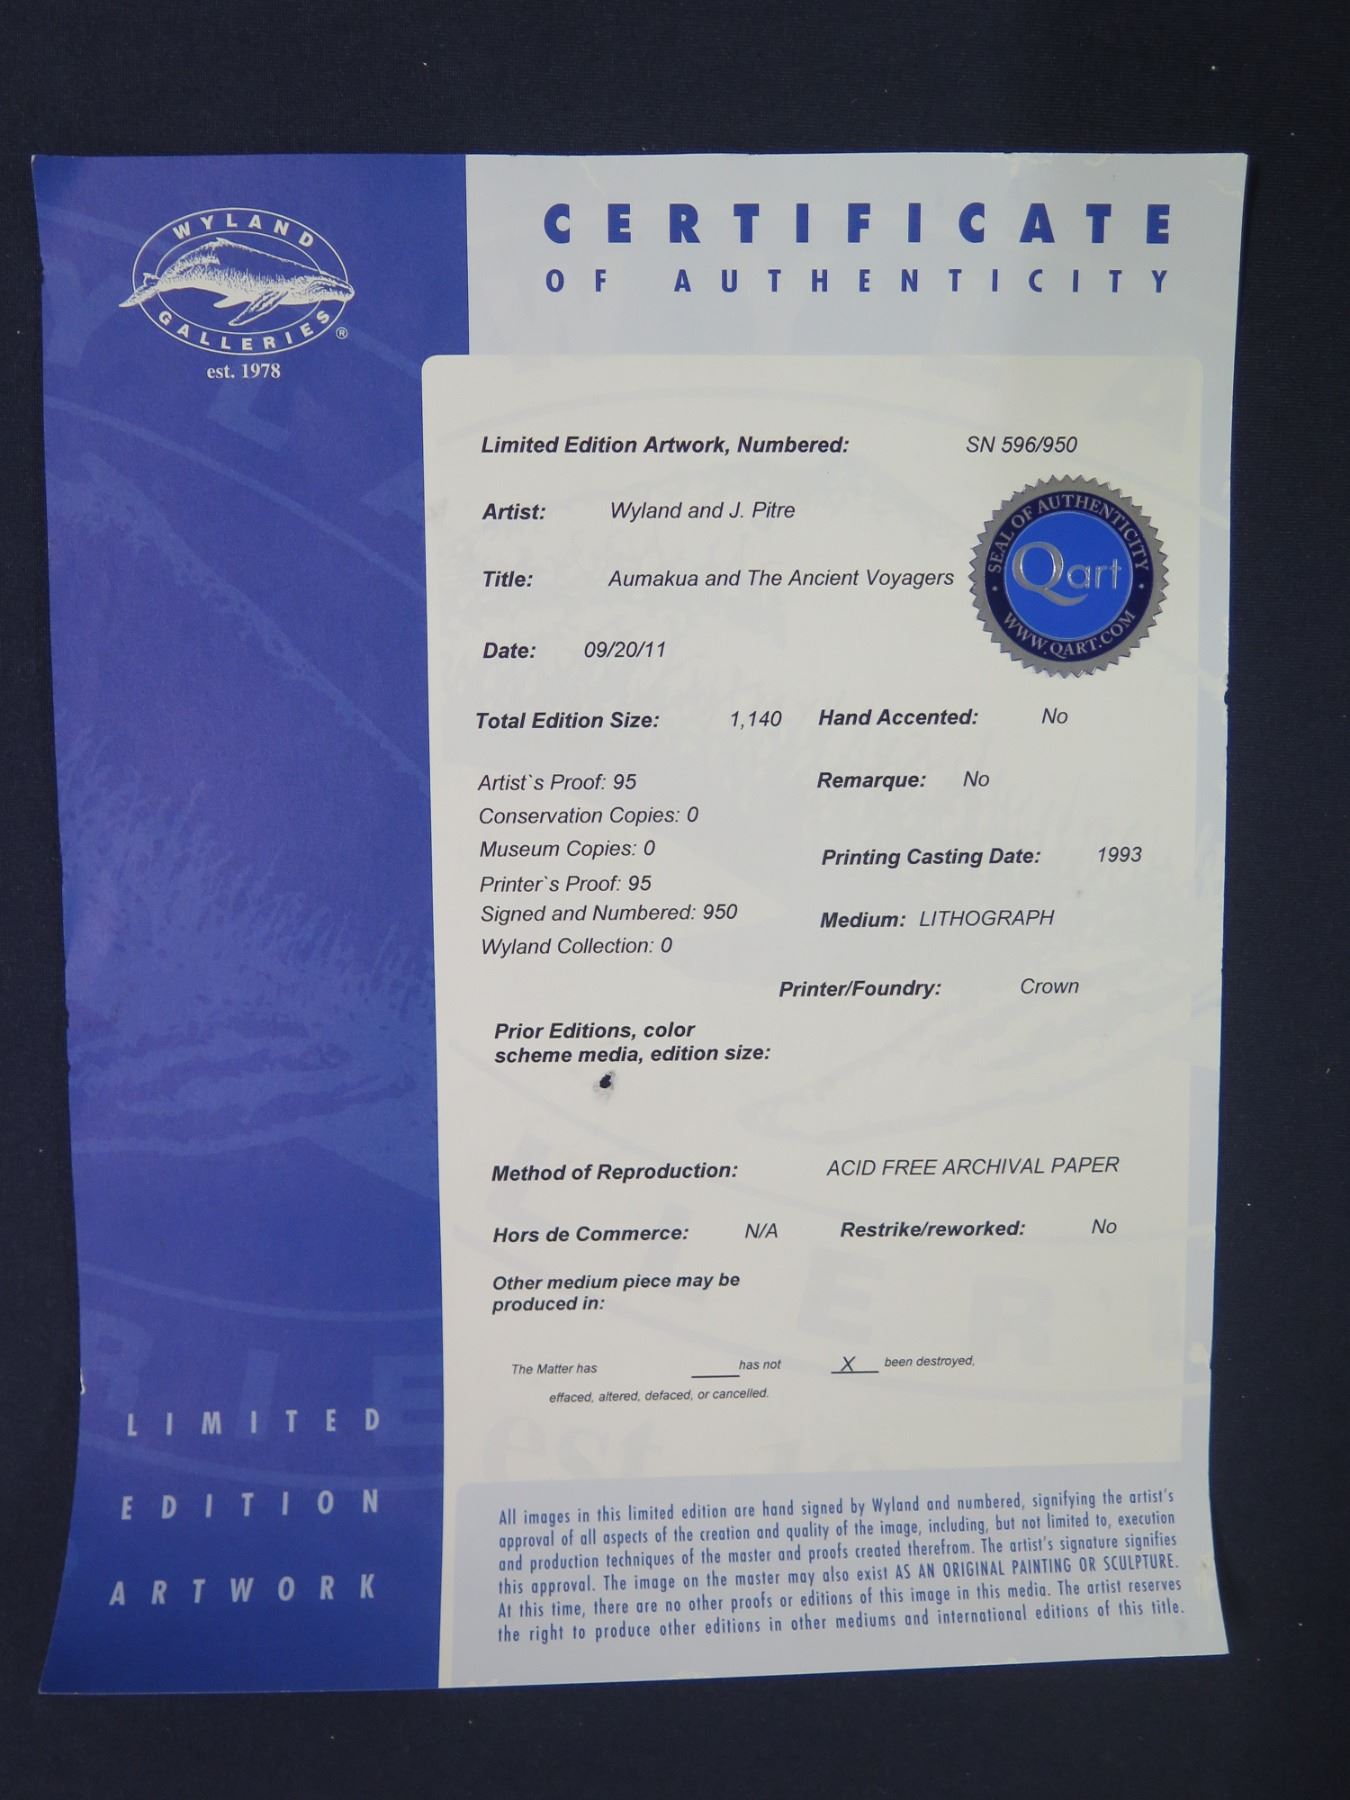 WYLAND
GALLERIES®
est. 1978
CERTIFICATE
OF AUTHENTICITY
Limited Edition Artwork, Numbered: SN 596/950
Artist: Wyland and J. Pitre
Title: Aumakua and The Ancient Voyagers
SEAL OF AUTHENTICITY
Qart
WWW.QART.COM
Date: 09/20/11
Total Edition Size: 1,140 Hand Accented: No
Artist`s Proof: 95 Remarque: No
Conservation Copies: 0
Museum Copies: 0 Printing Casting Date: 1993
Printer`s Proof: 95
Signed and Numbered: 950 Medium: LITHOGRAPH
Wyland Collection: 0
Printer/Foundry: Crown
Prior Editions, color
scheme media, edition size:
Method of Reproduction: ACID FREE ARCHIVAL PAPER
Hors de Commerce: N/A Restrike/reworked: No
Other medium piece may be
produced in:
The Matter has ____ has not X been destroyed,
effaced, altered, defaced, or cancelled.
LIMITED
EDITION
ARTWORK
All images in this limited edition are hand signed by Wyland and numbered, signifying the artist's
approval of all aspects of the creation and quality of the image, including, but not limited to, execution
and production techniques of the master and proofs created therefrom. The artist's signature signifies
this approval. The image on the master may also exist AS AN ORIGINAL PAINTING OR SCULPTURE.
At this time, there are no other proofs or editions of this image in this media. The artist reserves
the right to produce other editions in other mediums and international editions of this title.